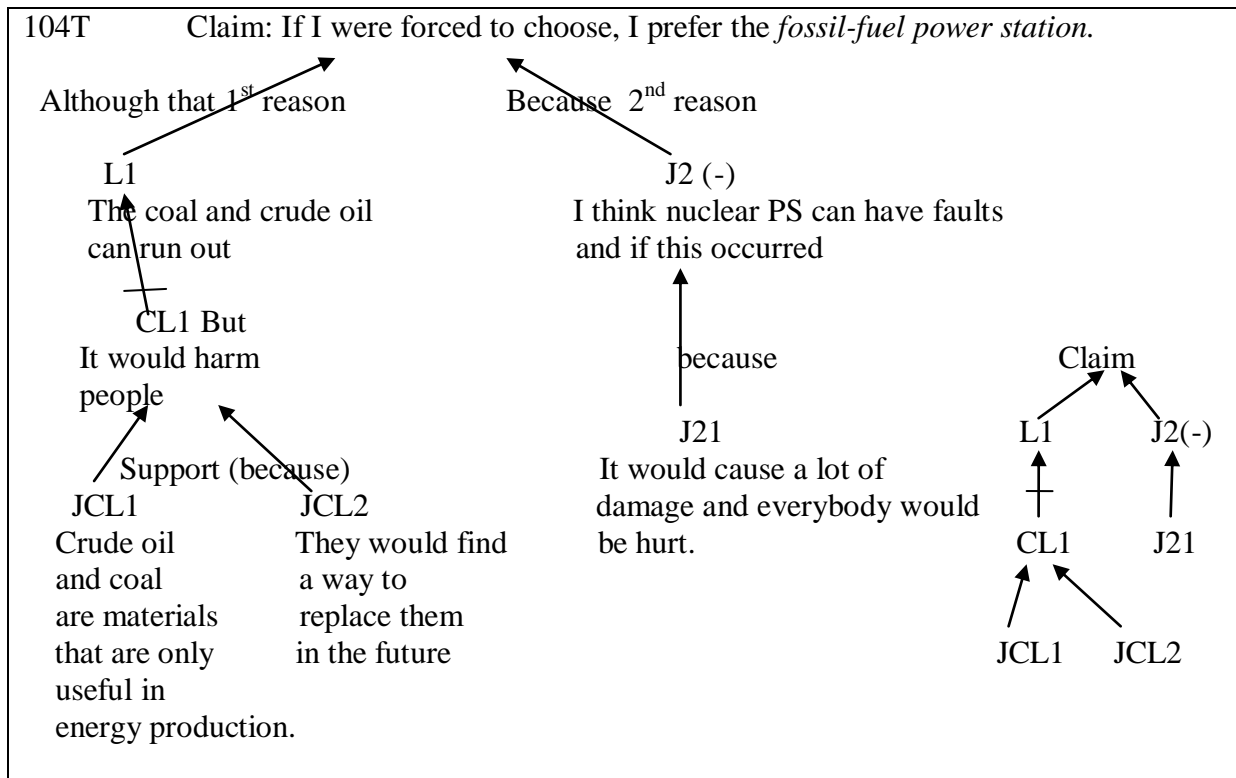 104T Claim: If I were forced to choose, I prefer the fossil-fuel power station.
Although that 1st reason
Because 2nd reason
L1
The coal and crude oil
can run out
CL1 But
It would harm
people
Support (because)
JCL1
Crude oil
and coal
are materials
that are only
useful in
energy production.
JCL2
They would find
a way to
replace them
in the future
J2 (-)
I think nuclear PS can have faults
and if this occurred
because
J21
It would cause a lot of
damage and everybody would
be hurt.
Claim
L1
J2(-)
CL1
J21
JCL1
JCL2